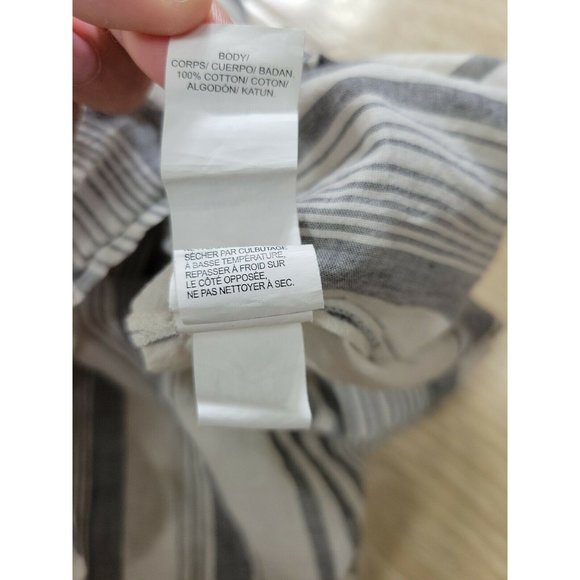 BODY/
CORPS/ CUERPO/ BADAN.
100% COTTON/ COTON/
ALGODÓN/ KATUN.
SÉCHER PAR CULBUTAGE
À BASSE TEMPÉRATURE.
REPASSER À FROID SUR
LE CÔTÉ OPPOSÉE.
NE PAS NETTOYER À SEC.